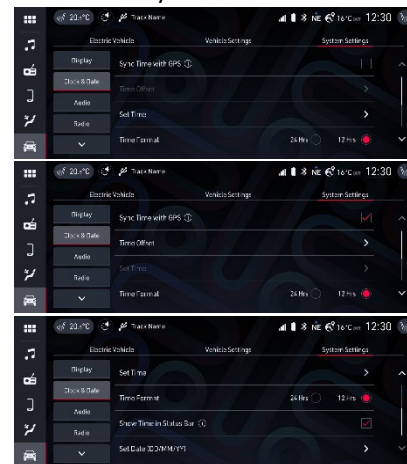 20.5°C Track Name NE 16°C 12:30
Electric Vehicle Vehicle Settings System Settings
Display
Sync Time with GPS
Clock & Date
Time Offset
Audio
Set Time
Radio
Time Format 24 Hrs 12 Hrs
20.5°C Track Name NE 16°C 12:30
Electric Vehicle Vehicle Settings System Settings
Display
Sync Time with GPS
Clock & Date
Time Offset
Audio
Set Time
Radio
Time Format 24 Hrs 12 Hrs
20.5°C Track Name NE 16°C 12:30
Electric Vehicle Vehicle Settings System Settings
Display
Set Time
Clock & Date
Time Format 24 Hrs 12 Hrs
Audio
Show Time in Status Bar
Radio
Set Date (DD/MM/YY)